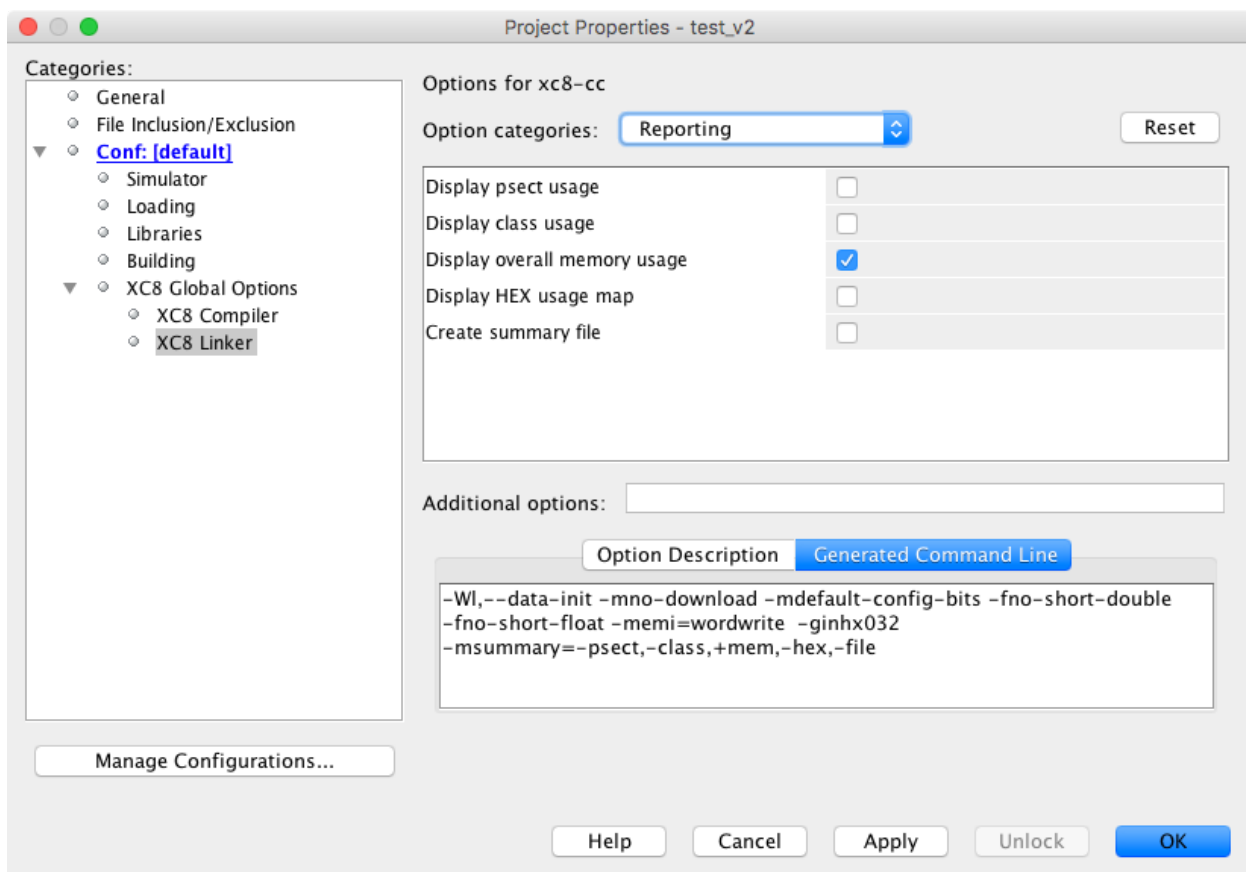 Project Properties - test_v2
Categories:
General
File Inclusion/Exclusion
Conf: [default]
Simulator
Loading
Libraries
Building
XC8 Global Options
XC8 Compiler
XC8 Linker
Manage Configurations...
Options for xc8-cc
Option categories: Reporting Reset
Display psect usage
Display class usage
Display overall memory usage
Display HEX usage map
Create summary file
Additional options:
Option Description Generated Command Line
-Wl,--data-init -mno-download -mdefault-config-bits -fno-short-double
-fno-short-float -memi=wordwrite -ginhx032
-msummary=-psect,-class,+mem,-hex,-file
Help Cancel Apply Unlock OK